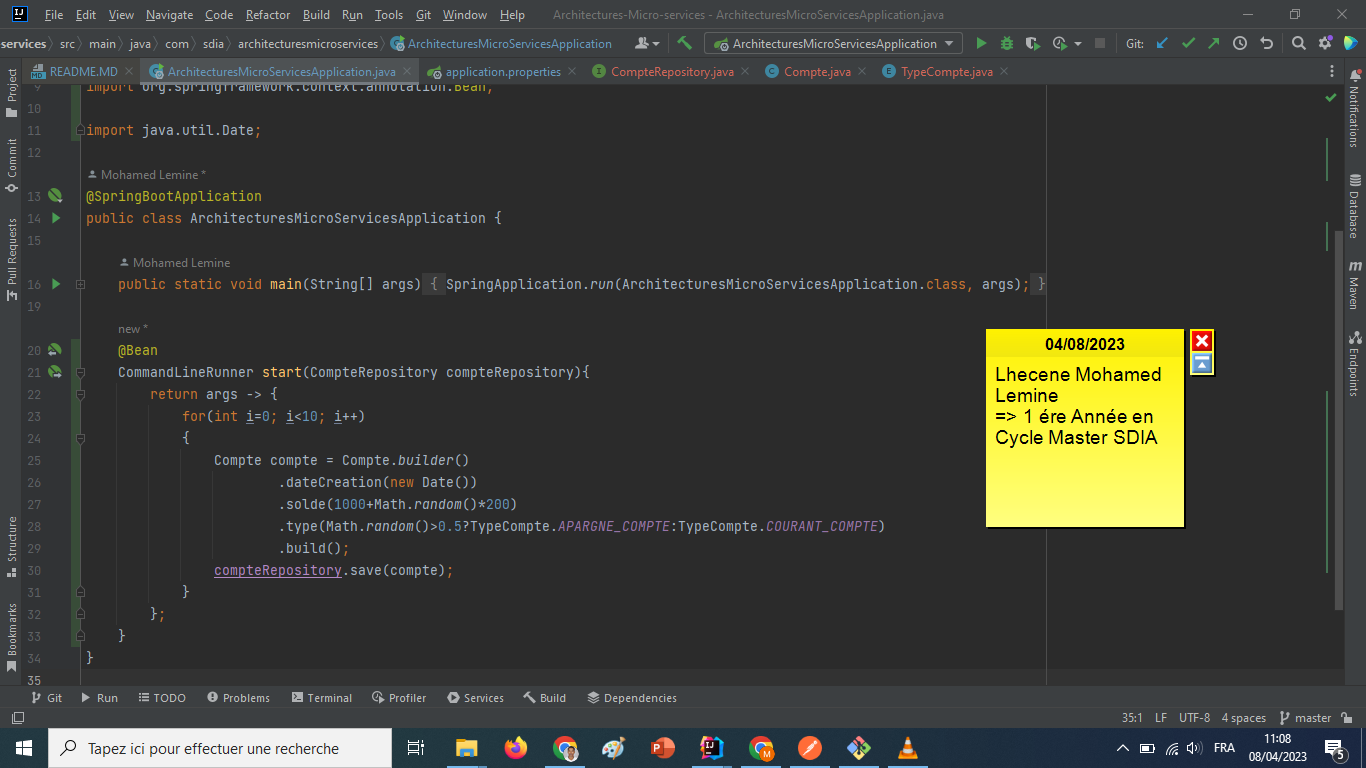 File Edit View Navigate Code Refactor Build Run Tools Git Window Help Architectures-Micro-services - ArchitecturesMicroServicesApplication.java
services src main java com sdia architecturesmicroservices ArchitecturesMicroServicesApplication ArchitecturesMicroServicesApplication Git:
README.MD ArchitecturesMicroServicesApplication.java application.properties CompteRepository.java Compte.java TypeCompte.java
Project
Commit
Pull Requests
Structure
Bookmarks
9 import org.springframework.context.annotation.Bean;
10
11 import java.util.Date;
12
Mohamed Lemine *
13 @SpringBootApplication
14 public class ArchitecturesMicroServicesApplication {
15
Mohamed Lemine
16 public static void main(String[] args) { SpringApplication.run(ArchitecturesMicroServicesApplication.class, args); }
19
new *
20 @Bean
21 CommandLineRunner start(CompteRepository compteRepository){
22 return args -> {
23 for(int i=0; i<10; i++)
24 {
25 Compte compte = Compte.builder()
26 .dateCreation(new Date())
27 .solde(1000+Math.random()*200)
28 .type(Math.random()>0.5?TypeCompte.APARGNE_COMPTE:TypeCompte.COURANT_COMPTE)
29 .build();
30 compteRepository.save(compte);
31 }
32 };
33 }
34 }
35
04/08/2023
Lhecene Mohamed
Lemine
=> 1 ére Année en
Cycle Master SDIA
Notifications
Database
m
Maven
Endpoints
Git Run TODO Problems Terminal Profiler Services Build Dependencies
35:1 LF UTF-8 4 spaces master
Tapez ici pour effectuer une recherche
FRA
11:08
08/04/2023
5